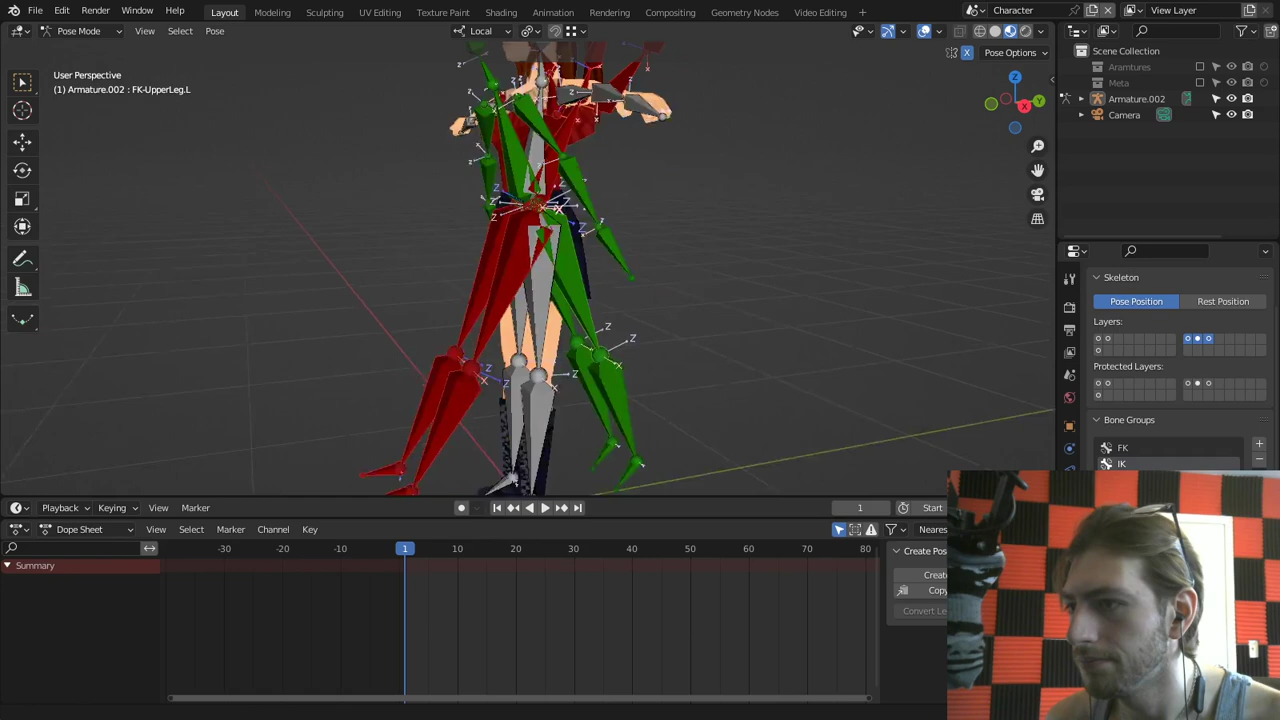 File Edit Render Window Help Layout Modeling Sculpting UV Editing Texture Paint Shading Animation Rendering Compositing Geometry Nodes Video Editing Character View Layer
Pose Mode View Select Pose Local Pose Options
User Perspective
(1) Armature.002 : FK-UpperLeg.L
Scene Collection
Aramtures
Meta
Armature.002
Camera
Skeleton
Pose Position Rest Position
Layers:
Protected Layers:
Bone Groups
FK
IK
Playback Keying View Marker 1 Start
Dope Sheet View Select Marker Channel Key Nearest
-30 -20 -10 1 10 20 30 40 50 60 70 80
Summary
Create Pos
Create
Copy
Convert Le